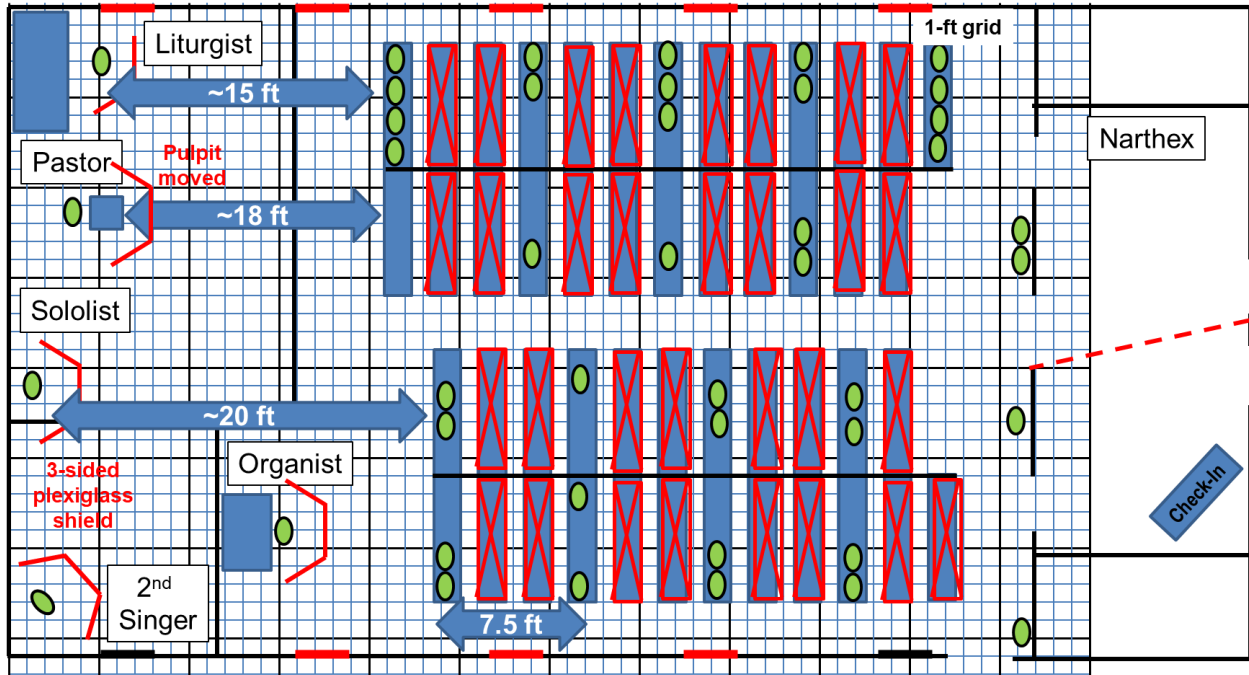 1-ft grid
Liturgist
~15 ft
Narthex
Pastor
Pulpit
moved
~18 ft
Sololist
~20 ft
Organist
3-sided
plexiglass
shield
Check-In
2nd
Singer
7.5 ft